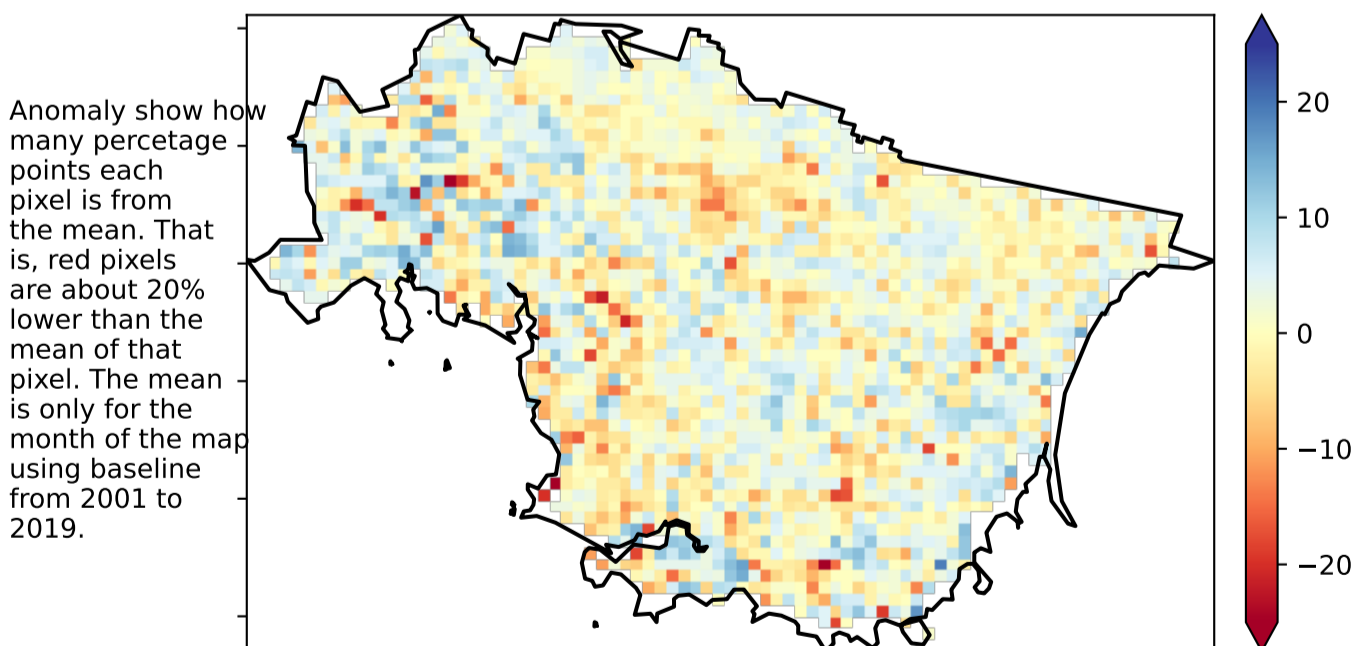 Anomaly show how
many percetage
points each
pixel is from
the mean. That
is, red pixels
are about 20%
lower than the
mean of that
pixel. The mean
is only for the
month of the map
using baseline
from 2001 to
2019.
20
10
0
−10
−20